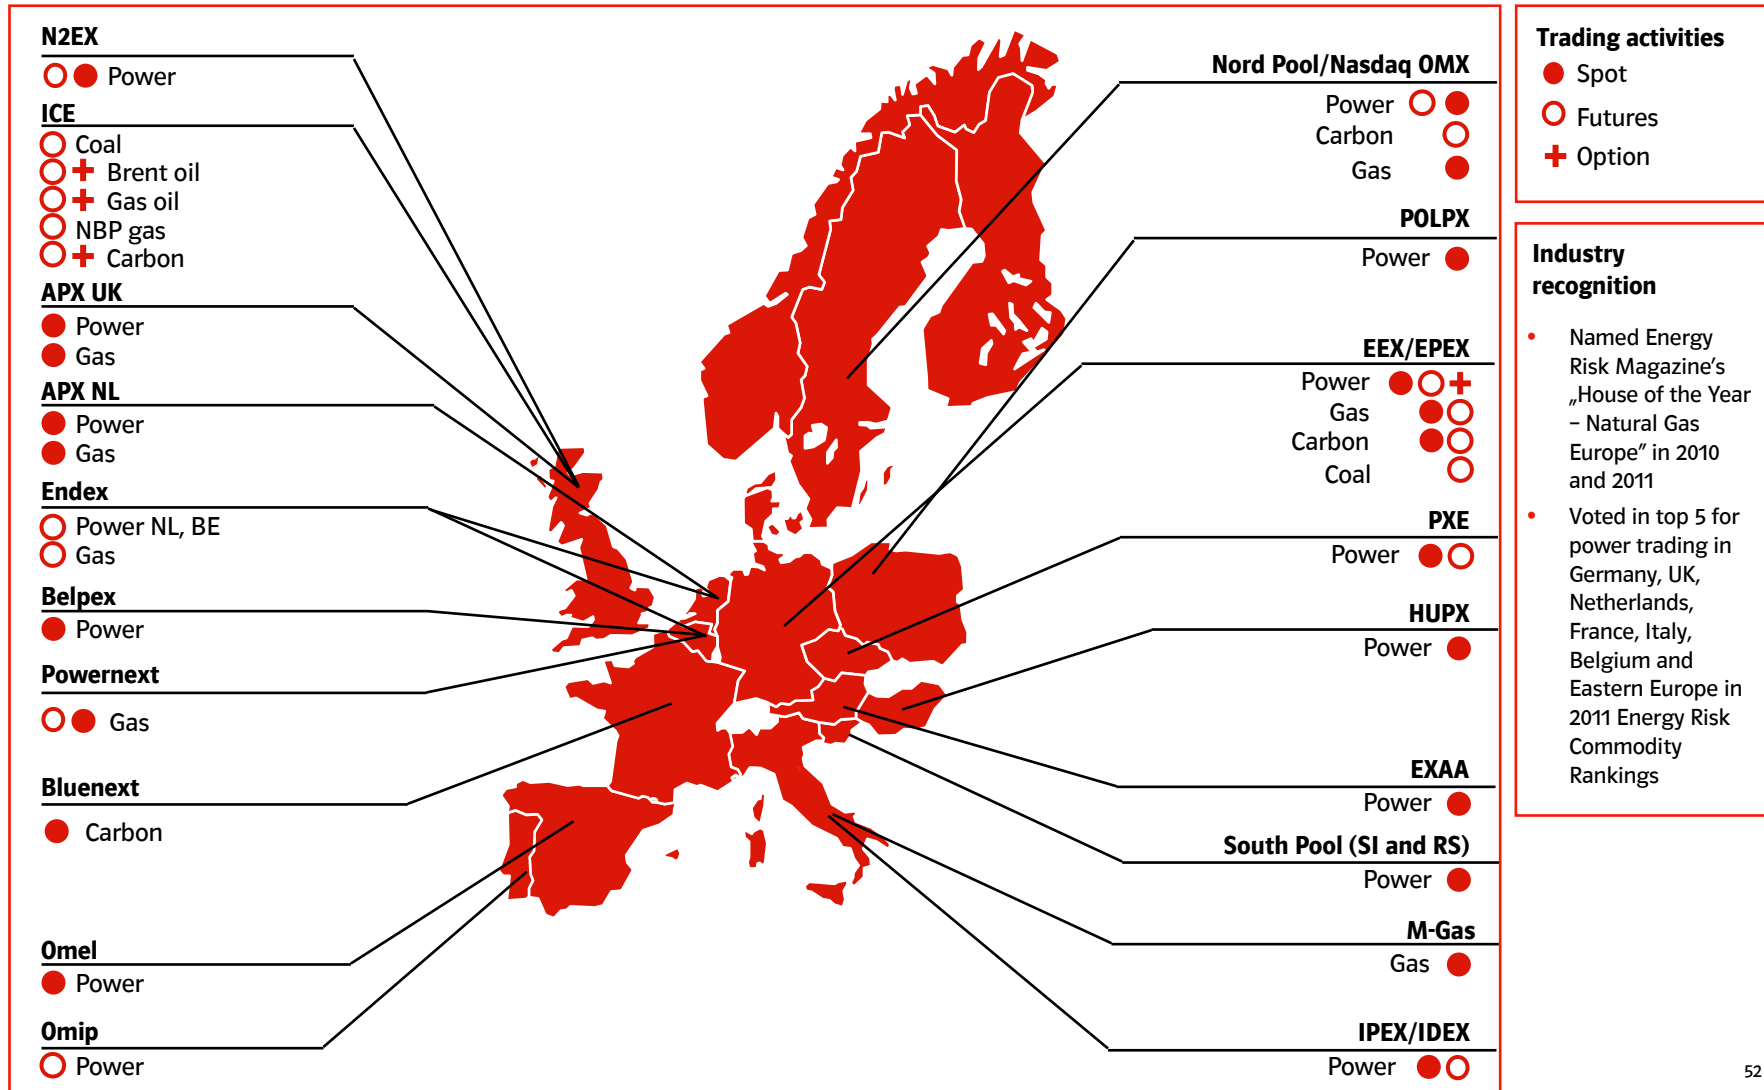 N2EX
Power
ICE
Coal
Brent oil
Gas oil
NBP gas
Carbon
APX UK
Power
Gas
APX NL
Power
Gas
Endex
Power NL, BE
Gas
Belpex
Power
Powernext
Gas
Bluenext
Carbon
Omel
Power
Omip
Power
Nord Pool/Nasdaq OMX
Power
Carbon
Gas
POLPX
Power
EEX/EPEX
Power
Gas
Carbon
Coal
PXE
Power
HUPX
Power
EXAA
Power
South Pool (SI and RS)
Power
M-Gas
Gas
IPEX/IDEX
Power
Trading activities
Spot
Futures
Option
Industry
recognition
• Named Energy
Risk Magazine’s
„House of the Year
– Natural Gas
Europe” in 2010
and 2011
• Voted in top 5 for
power trading in
Germany, UK,
Netherlands,
France, Italy,
Belgium and
Eastern Europe in
2011 Energy Risk
Commodity
Rankings
52